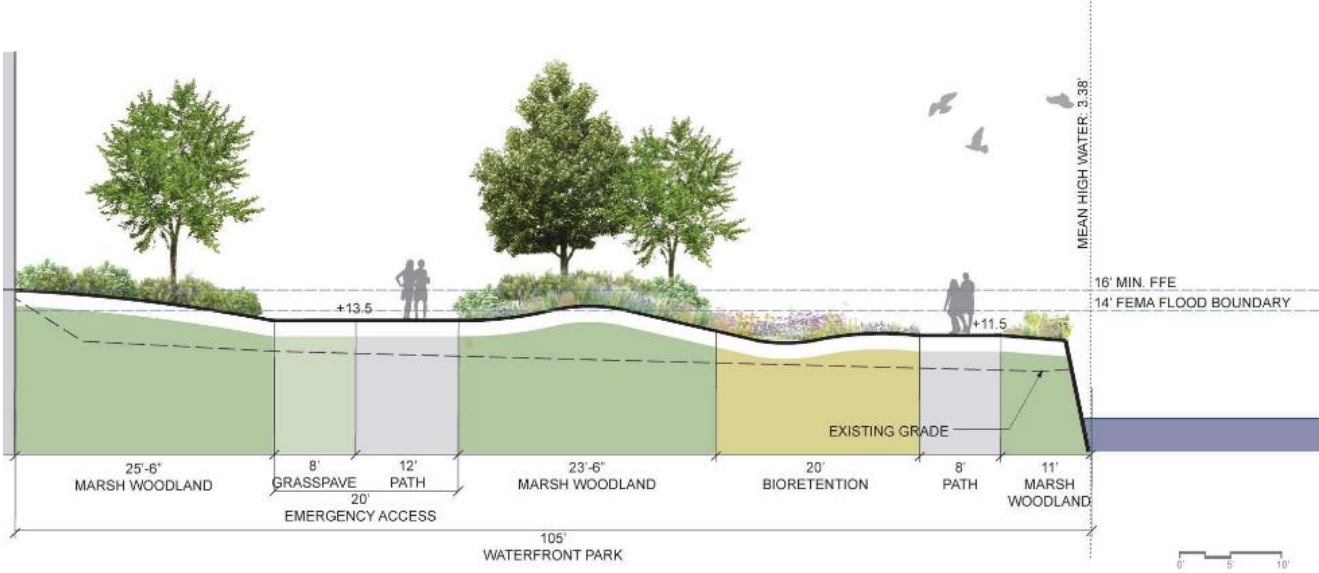 MEAN HIGH WATER: 3.38'
16' MIN. FFE
14' FEMA FLOOD BOUNDARY
+13.5
+11.5
EXISTING GRADE
25'-6"
MARSH WOODLAND
8'
GRASSPAVE
12'
PATH
20'
EMERGENCY ACCESS
23'-6"
MARSH WOODLAND
20'
BIORETENTION
8'
PATH
11'
MARSH
WOODLAND
105'
WATERFRONT PARK
0' 5' 10'